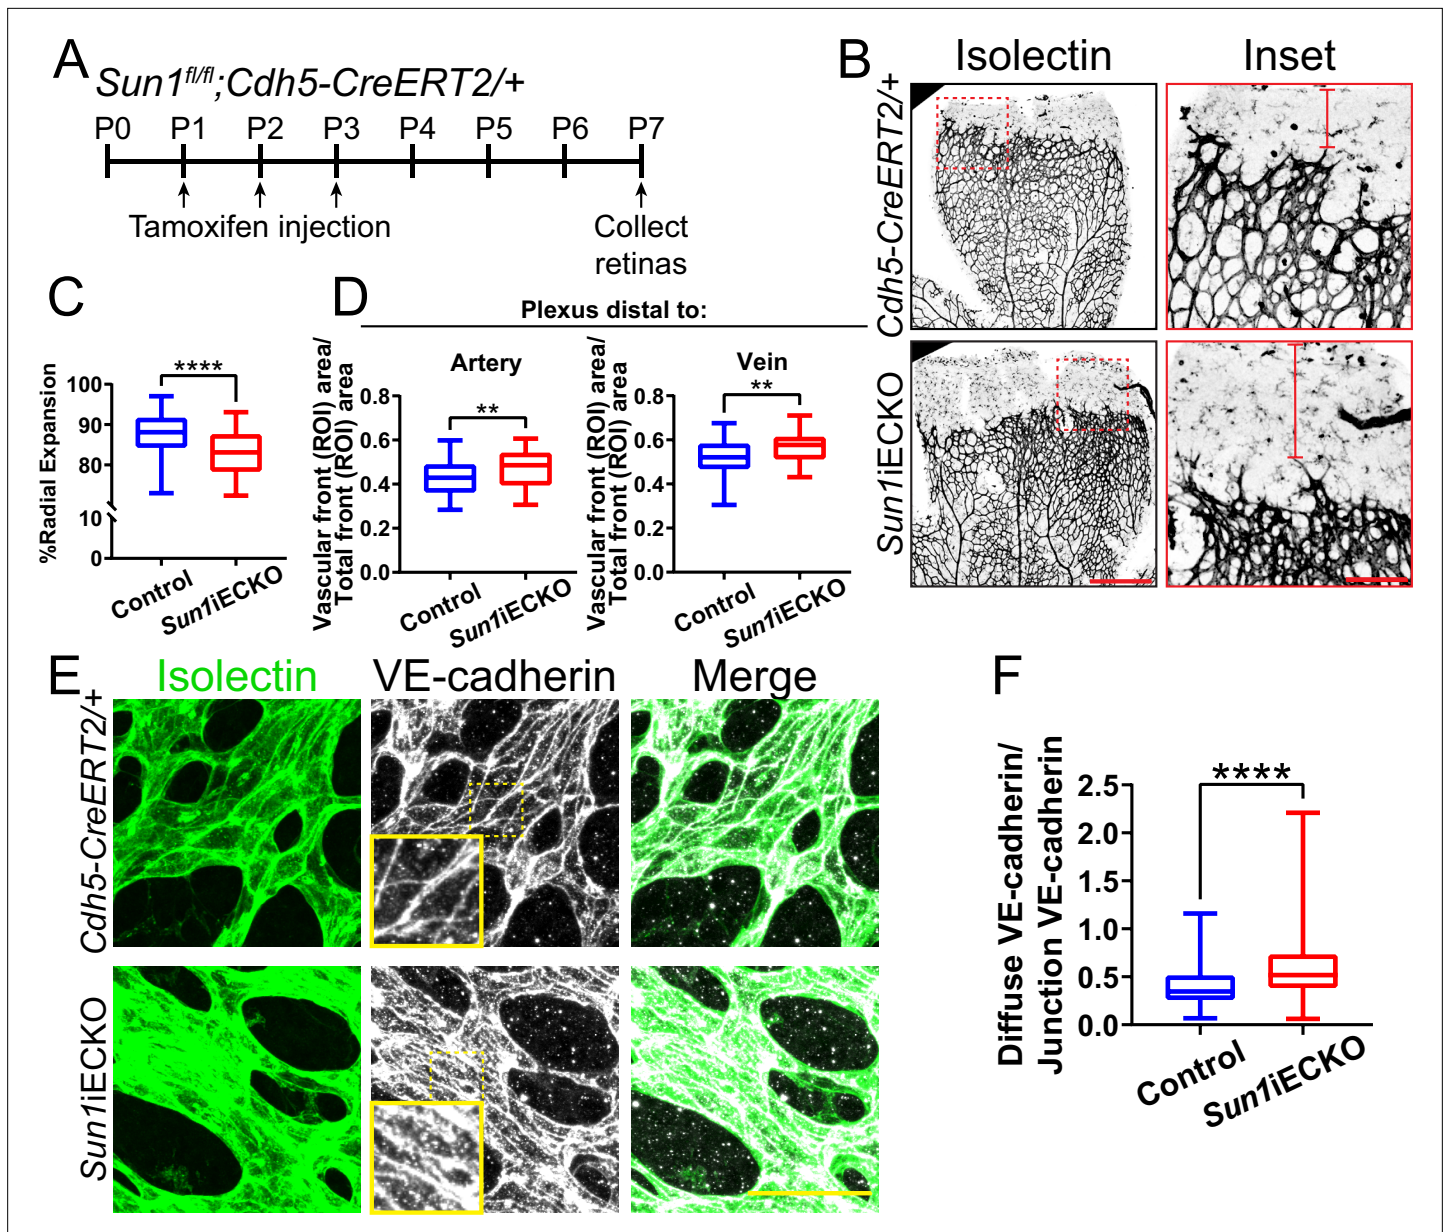 A
Sun1fl/fl;Cdh5-CreERT2/+
P0 P1 P2 P3 P4 P5 P6 P7
Tamoxifen injection
Collect
retinas
B
Isolectin
Inset
Cdh5-CreERT2/+
Sun1iECKO
C
%Radial Expansion
100
90
80
10
0
****
Control
Sun1iECKO
D
Plexus distal to:
Artery
Vascular front (ROI) area/
Total front (ROI) area
0.8
0.6
0.4
0.2
0.0
**
Control
Sun1iECKO
Vein
Vascular front (ROI) area/
Total front (ROI) area
0.8
0.6
0.4
0.2
0.0
**
Control
Sun1iECKO
E
Isolectin
VE-cadherin
Merge
Cdh5-CreERT2/+
Sun1iECKO
F
Diffuse VE-cadherin/
Junction VE-cadherin
2.5
2.0
1.5
1.0
0.5
0.0
****
Control
Sun1iECKO